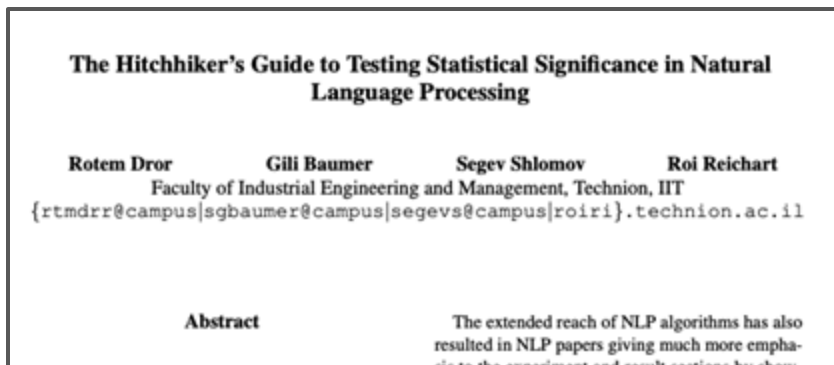 The Hitchhiker's Guide to Testing Statistical Significance in Natural
Language Processing
Rotem Dror Gili Baumer Segev Shlomov Roi Reichart
Faculty of Industrial Engineering and Management, Technion, IIT
{rtmdrr@campus|sgbaumer@campus|segevs@campus|roiri}.technion.ac.il
Abstract
The extended reach of NLP algorithms has also
resulted in NLP papers giving much more empha-